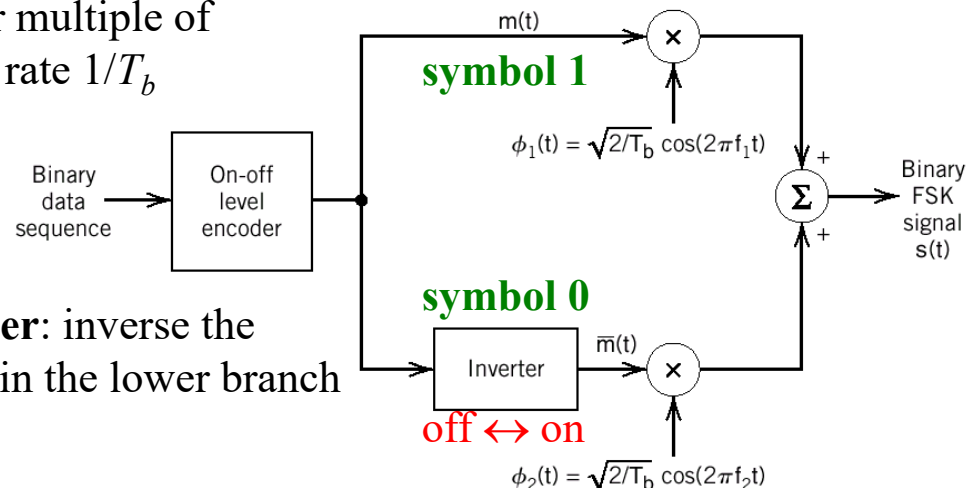 r multiple of
rate 1/T_b
m(t)
symbol 1
ϕ₁(t) = √2/T_b cos(2πf₁t)
Binary
data
sequence
On-off
level
encoder
×
+
Σ
+
Binary
FSK
signal
s(t)
symbol 0
er: inverse the
in the lower branch
Inverter
m̅(t)
×
off ↔ on
ϕ₂(t) = √2/T_b cos(2πf₂t)